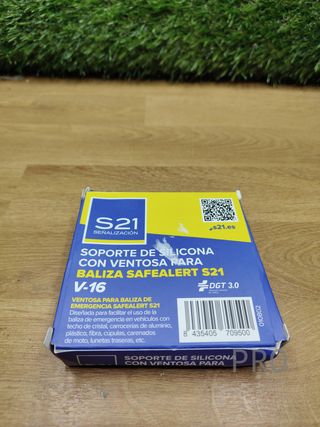 S21
SEÑALIZACIÓN
s21.es
SOPORTE DE SILICONA
CON VENTOSA PARA
BALIZA SAFEALERT S21
V-16
DGT 3.0
VENTOSA PARA BALIZA DE
EMERGENCIA SAFEALERT S21
Diseñada para facilitar el uso de la
baliza de emergencia en vehículos con
techo de cristal, carrocerías de aluminio,
plástico, fibra, cúpulas, carenados
de moto, lunetas traseras, etc.
8 435405 709500
010802
SOPORTE DE SILICONA
CON VENTOSA PARA
PRO